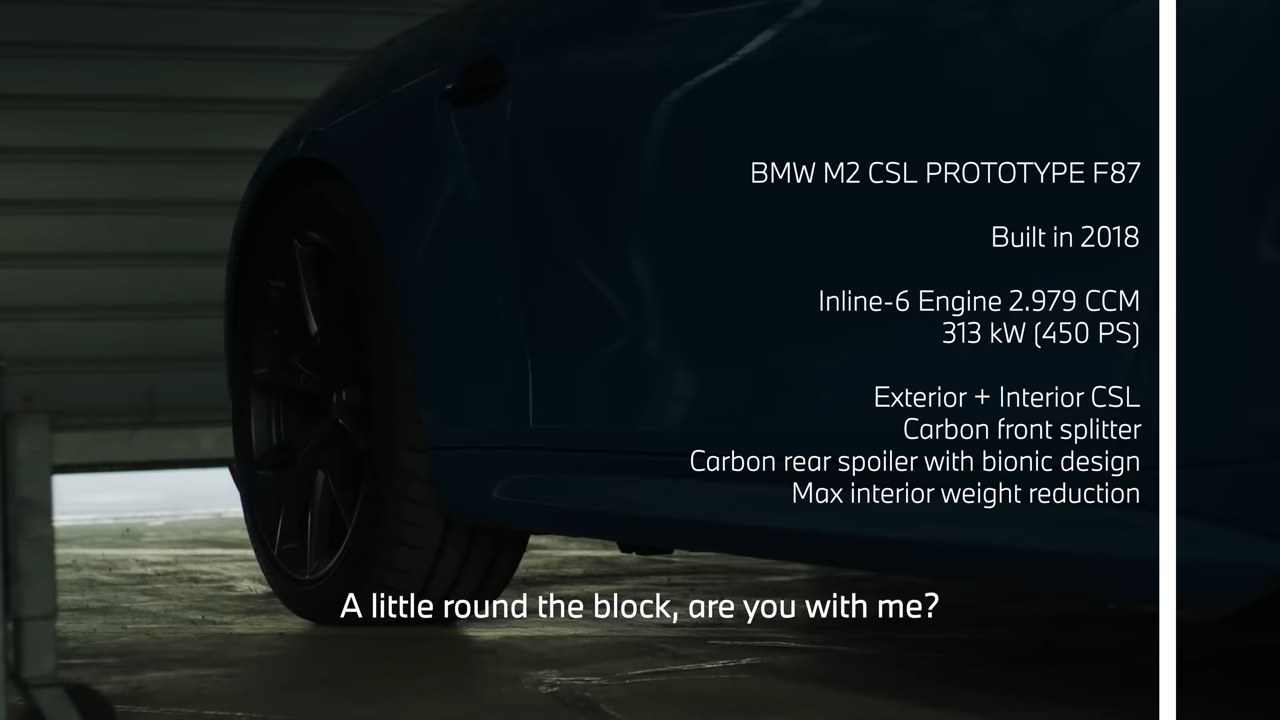 BMW M2 CSL PROTOTYPE F87
Built in 2018
Inline-6 Engine 2.979 CCM
313 kW (450 PS)
Exterior + Interior CSL
Carbon front splitter
Carbon rear spoiler with bionic design
Max interior weight reduction
A little round the block, are you with me?